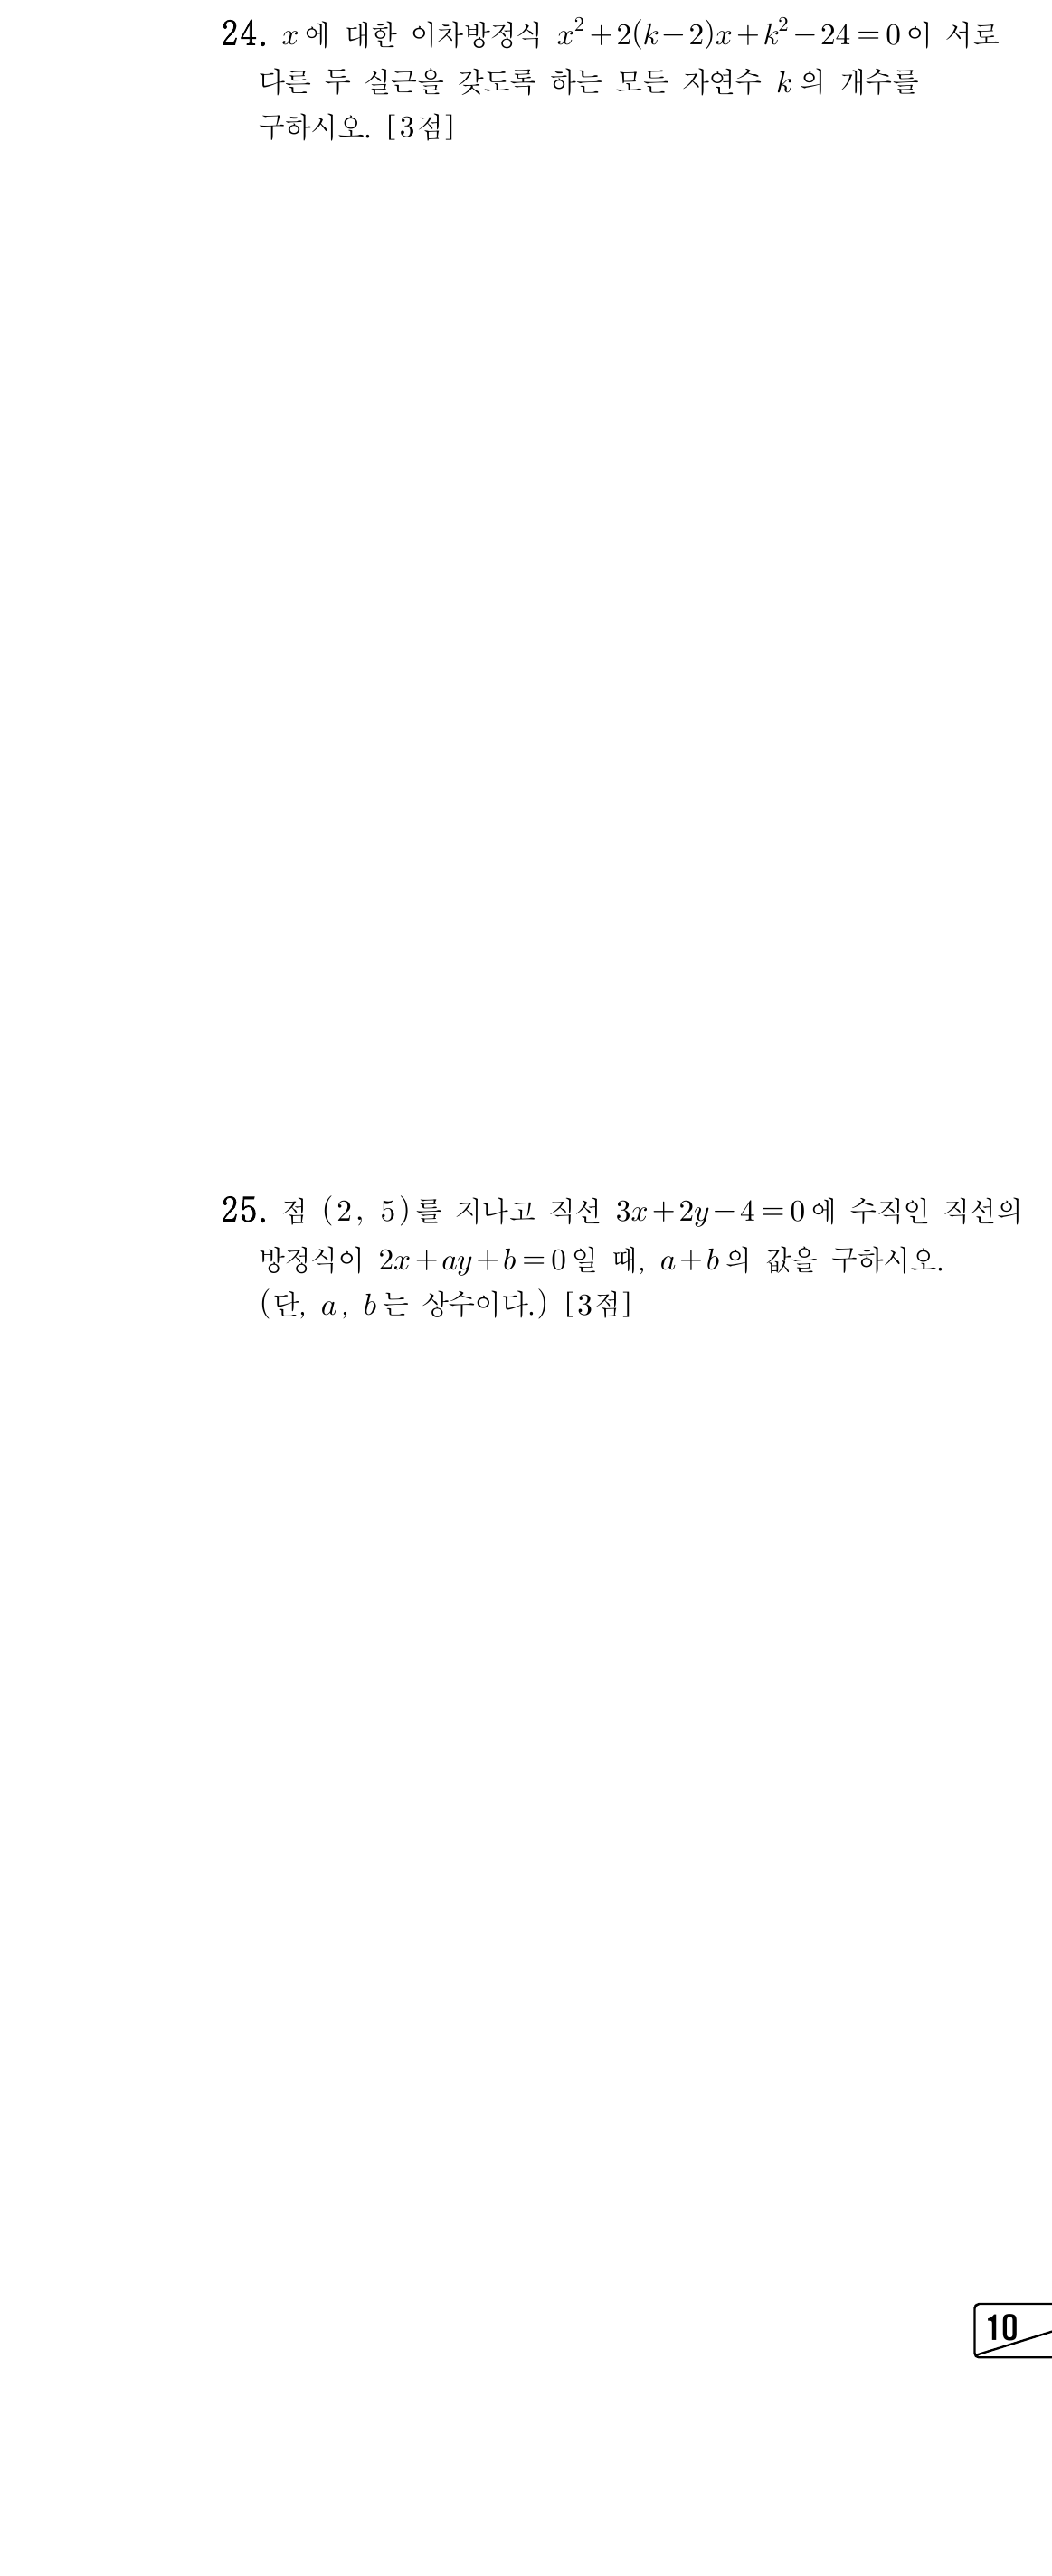 24. x에 대한 이차방정식 x²+2(k-2)x+k²-24=0이 서로
다른 두 실근을 갖도록 하는 모든 자연수 k의 개수를
구하시오. [3점]
25. 점 (2, 5)를 지나고 직선 3x+2y-4=0에 수직인 직선의
방정식이 2x+ay+b=0일 때, a+b의 값을 구하시오.
(단, a, b는 상수이다.) [3점]
10